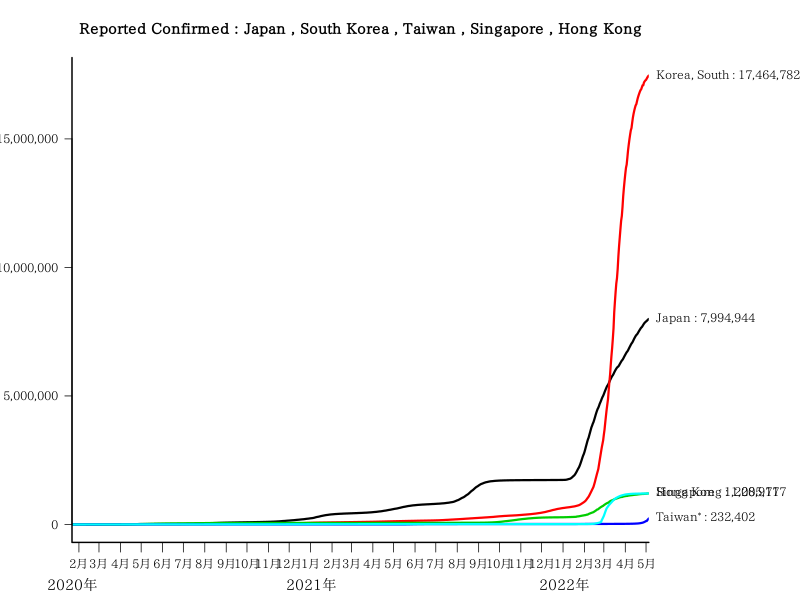 Reported Confirmed : Japan , South Korea , Taiwan , Singapore , Hong Kong
Korea, South : 17,464,782
15,000,000
10,000,000
Japan : 7,994,944
5,000,000
Taiwan* : 232,402
0
2月 3月 4月 5月 6月 7月 8月 9月 10月 11月 12月 1月 2月 3月 4月 5月 6月 7月 8月 9月 10月 11月 12月 1月 2月 3月 4月 5月
2020年 2021年 2022年